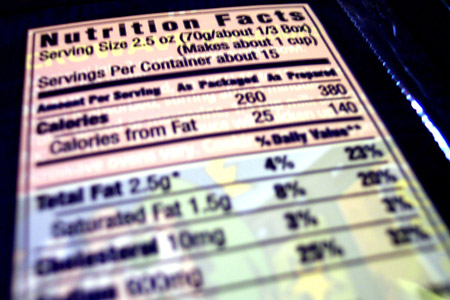 Nutrition Facts
Serving Size 2.5 oz (70g/about 1/3 Box)
(Makes about 1 cup)
Servings Per Container about 15
Amount Per Serving As Packaged As Prepared
Calories 260 380
Calories from Fat 25 140
% Daily Value**
Total Fat 2.5g* 4% 23%
Saturated Fat 1.5g 8% 20%
Cholesterol 10mg 3% 3%